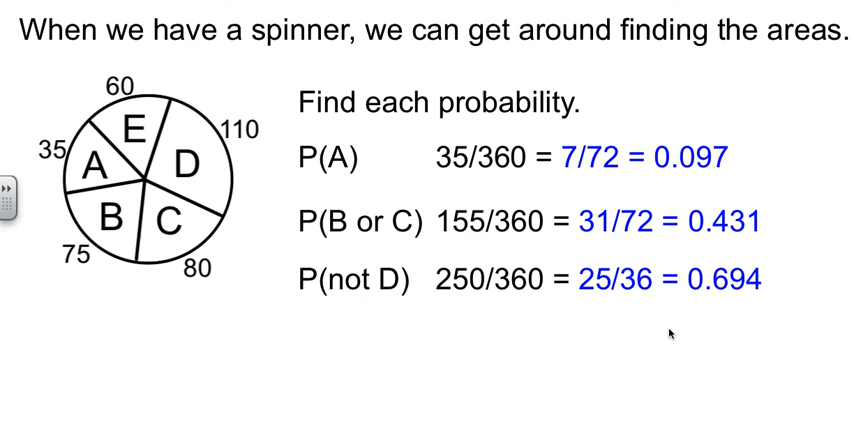 When we have a spinner, we can get around finding the areas.
60
E
110
35
A
D
B
C
75
80
Find each probability.
P(A) 35/360 = 7/72 = 0.097
P(B or C) 155/360 = 31/72 = 0.431
P(not D) 250/360 = 25/36 = 0.694